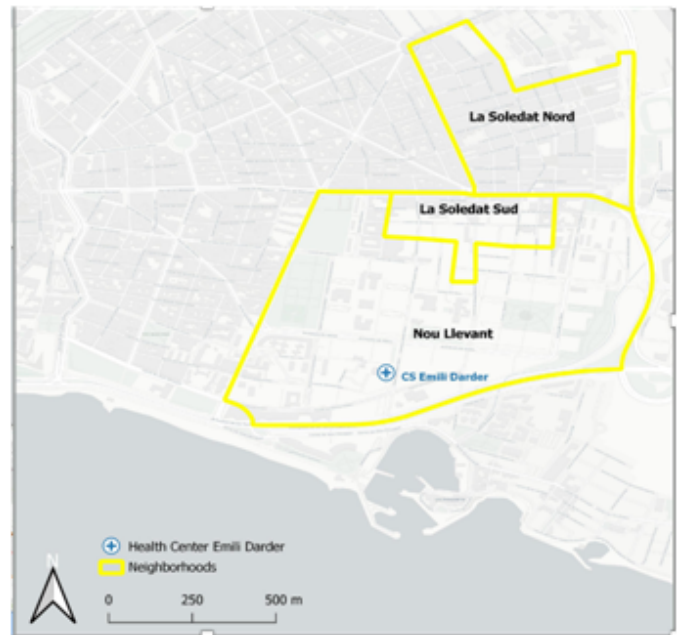 La Soledat Nord
La Soledat Sud
Nou Llevant
CS Emili Darder
Health Center Emili Darder
Neighborhoods
N
0 250 500 m